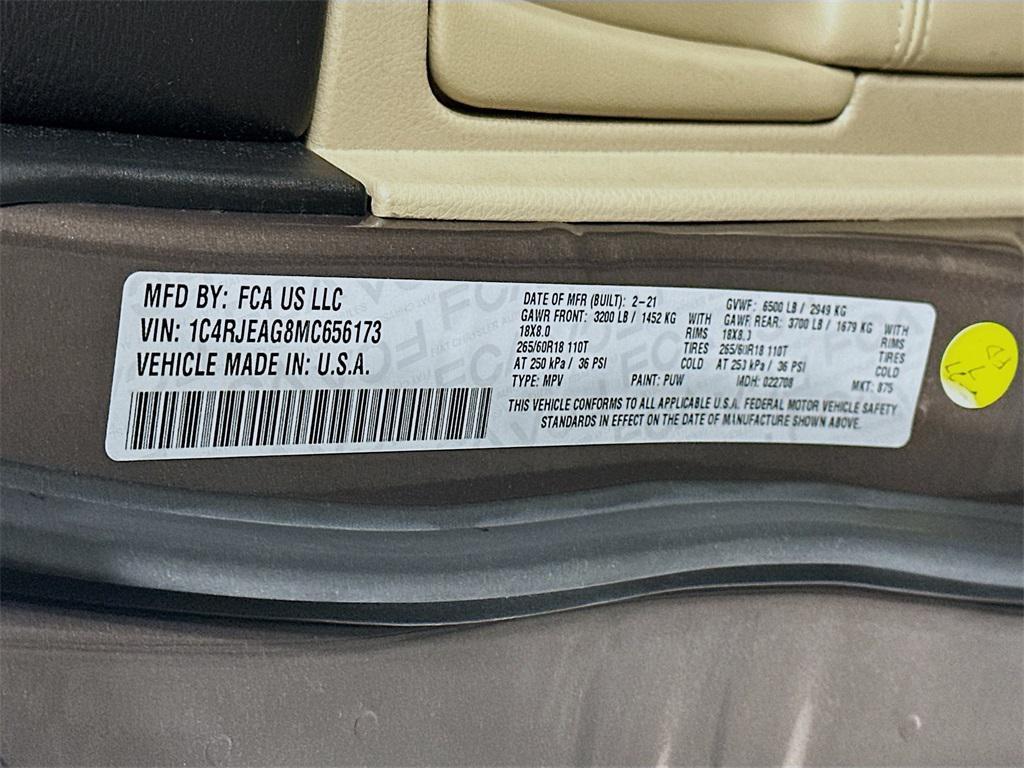 MFD BY: FCA US LLC
VIN: 1C4RJEAG8MC656173
VEHICLE MADE IN: U.S.A.
DATE OF MFR (BUILT): 2-21
GVWF: 6500 LB / 2949 KG
GAWR FRONT: 3200 LB / 1452 KG WITH
GAWF REAR: 3700 LB / 1679 KG WITH
18X8.0 RIMS
18X8.0 RIMS
265/60R18 110T TIRES
265/60R18 110T TIRES
AT 250 kPa / 36 PSI COLD
AT 250 kPa / 36 PSI COLD
TYPE: MPV PAINT: PUW MDH: 022708 MKT: 875
THIS VEHICLE CONFORMS TO ALL APPLICABLE U.S.A. FEDERAL MOTOR VEHICLE SAFETY
STANDARDS IN EFFECT ON THE DATE OF MANUFACTURE SHOWN ABOVE.